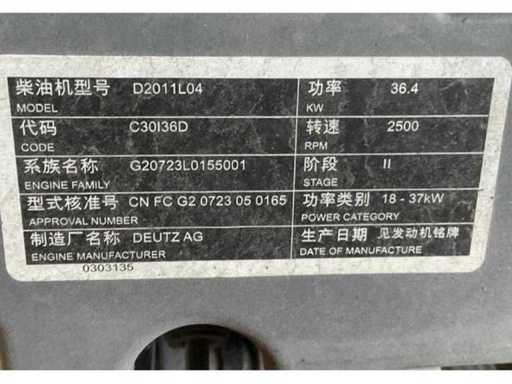 柴油机型号 D2011L04 功率 36.4
MODEL KW
代码 C30I36D 转速 2500
CODE RPM
系族名称 G20723L0155001 阶段 II
ENGINE FAMILY STAGE
型式核准号 CN FC G2 0723 05 0165 功率类别 18 - 37kW
APPROVAL NUMBER POWER CATEGORY
制造厂名称 DEUTZ AG 生产日期 见发动机铭牌
ENGINE MANUFACTURER DATE OF MANUFACTURE
0303135